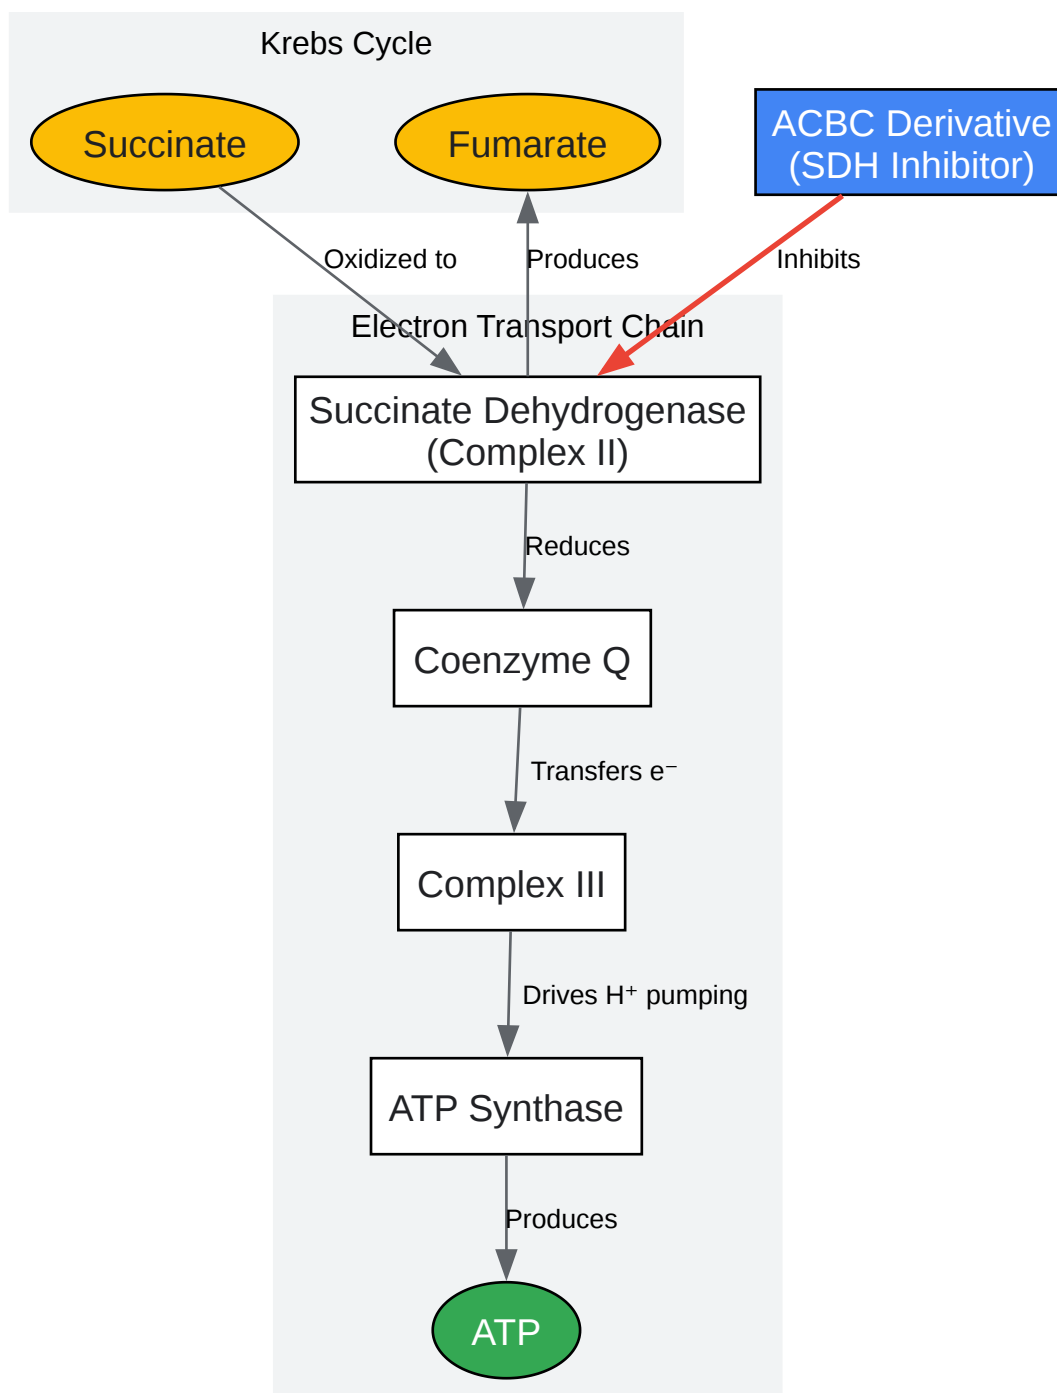 Krebs Cycle
Succinate
Fumarate
ACBC Derivative
(SDH Inhibitor)
Oxidized to
Produces
Inhibits
Electron Transport Chain
Succinate Dehydrogenase
(Complex II)
Reduces
Coenzyme Q
Transfers e⁻
Complex III
Drives H⁺ pumping
ATP Synthase
Produces
ATP